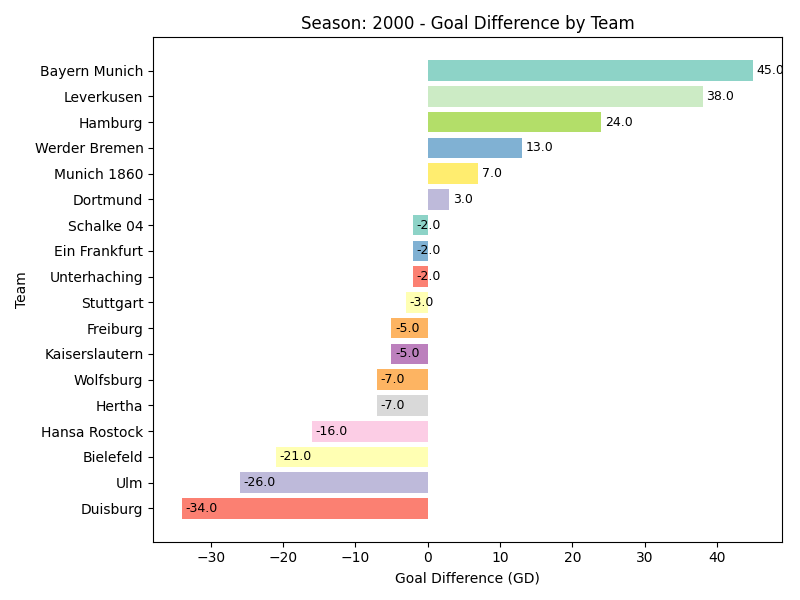 Season: 2000 - Goal Difference by Team
Bayern Munich 45.0
Leverkusen 38.0
Hamburg 24.0
Werder Bremen 13.0
Munich 1860 7.0
Dortmund 3.0
Schalke 04 -2.0
Ein Frankfurt -2.0
Unterhaching -2.0
Stuttgart -3.0
Freiburg -5.0
Kaiserslautern -5.0
Wolfsburg -7.0
Hertha -7.0
Hansa Rostock -16.0
Bielefeld -21.0
Ulm -26.0
Duisburg -34.0
Team
−30 −20 −10 0 10 20 30 40
Goal Difference (GD)